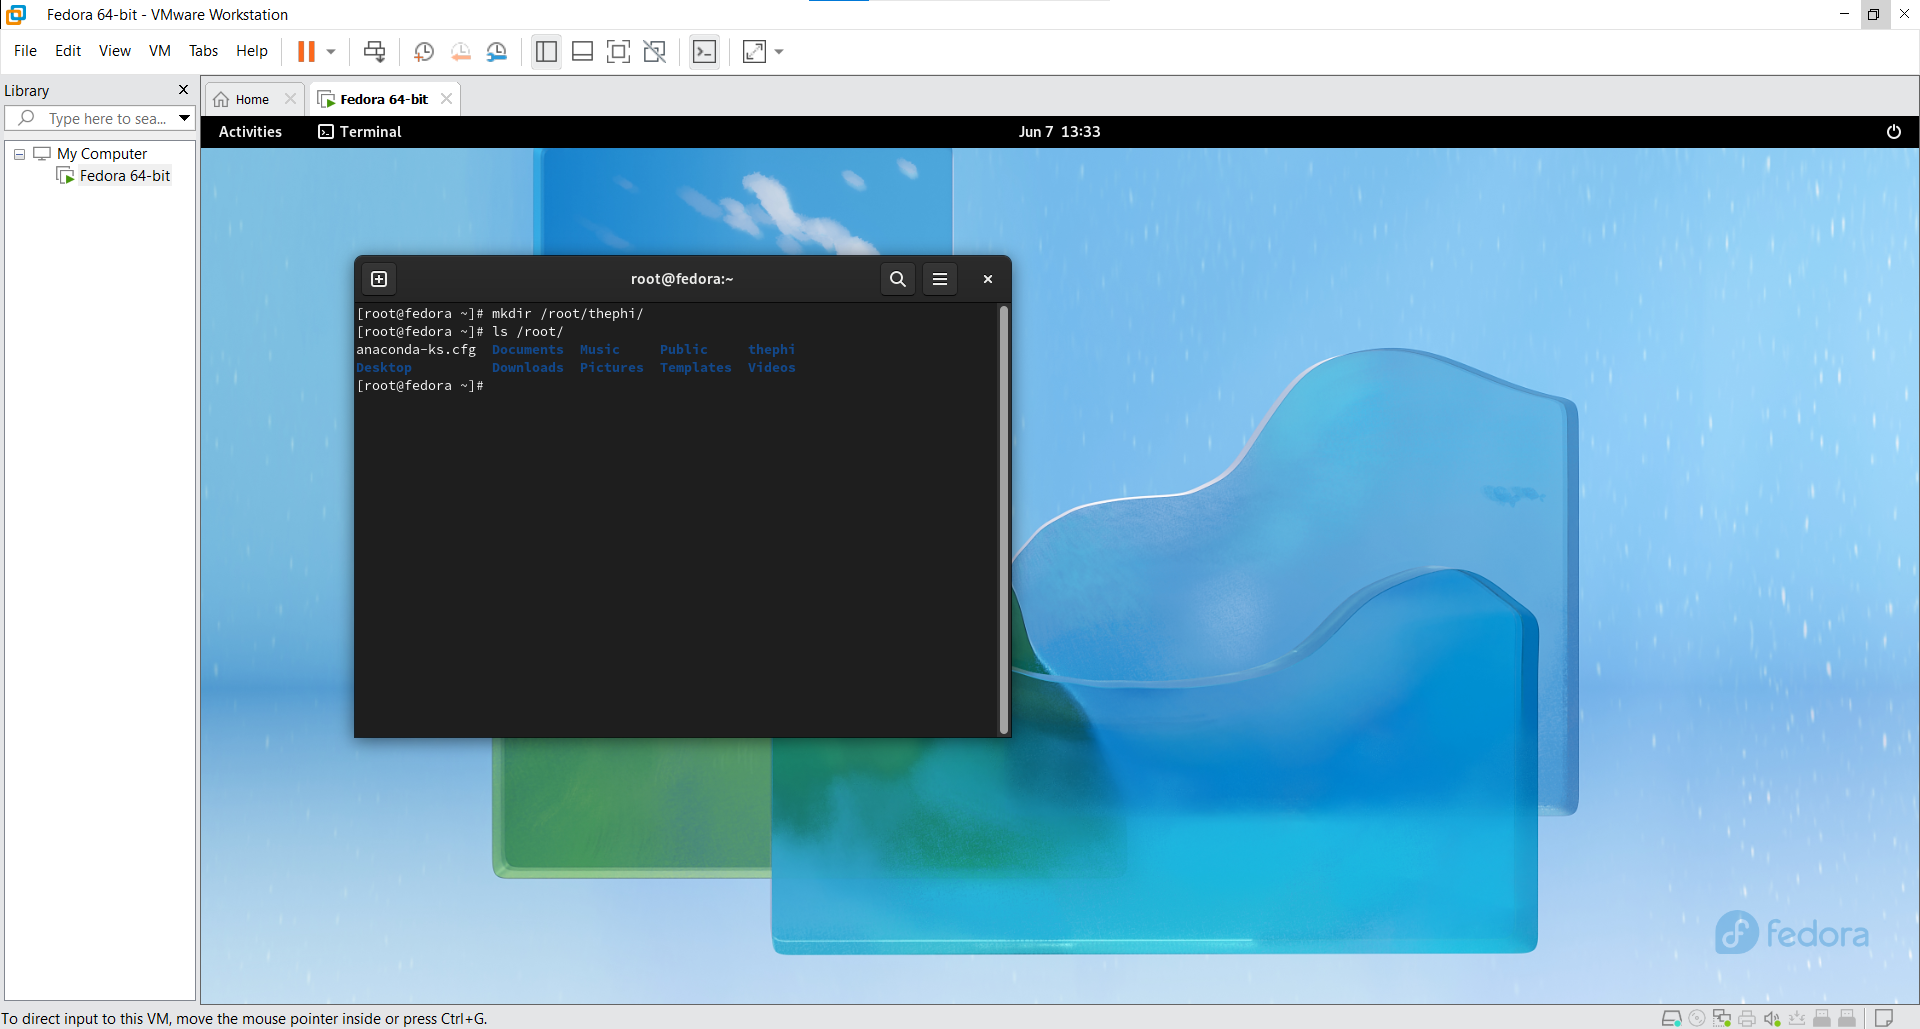 Fedora 64-bit - VMware Workstation
File Edit View VM Tabs Help
Library
Type here to sea...
My Computer
Fedora 64-bit
Home
Fedora 64-bit
Activities
Terminal
Jun 7 13:33
root@fedora:~
[root@fedora ~]# mkdir /root/thephi/
[root@fedora ~]# ls /root/
anaconda-ks.cfg Documents Music Public thephi
Desktop Downloads Pictures Templates Videos
[root@fedora ~]#
fedora
To direct input to this VM, move the mouse pointer inside or press Ctrl+G.